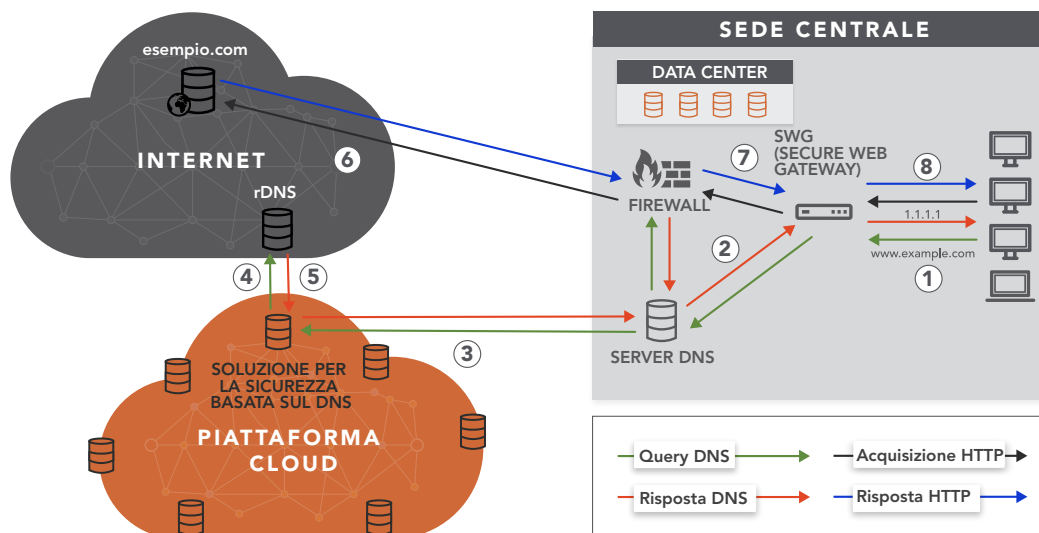 esempio.com
INTERNET
rDNS
6
4
5
3
SOLUZIONE PER
LA SICUREZZA
BASATA SUL DNS
PIATTAFORMA
CLOUD
SEDE CENTRALE
DATA CENTER
FIREWALL
7
SWG
(SECURE WEB
GATEWAY)
8
1.1.1.1
www.example.com
2
1
SERVER DNS
Query DNS
Acquisizione HTTP
Risposta DNS
Risposta HTTP